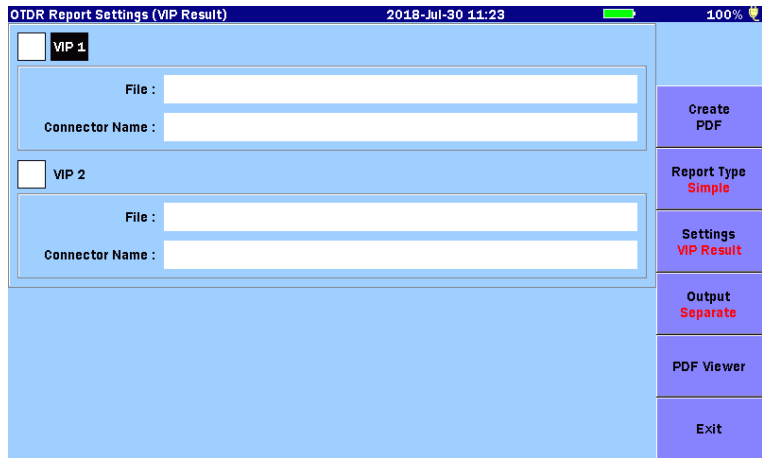 OTDR Report Settings (VIP Result) 2018-Jul-30 11:23 100%
VIP 1
File :
Connector Name :
VIP 2
File :
Connector Name :
Create
PDF
Report Type
Simple
Settings
VIP Result
Output
Separate
PDF Viewer
Exit